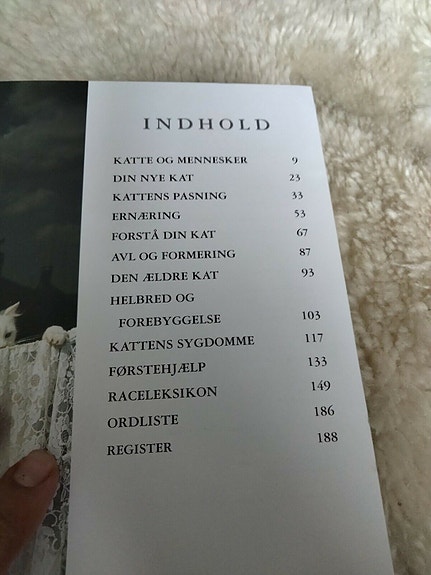 INDHOLD
KATTE OG MENNESKER 9
DIN NYE KAT 23
KATTENS PASNING 33
ERNÆRING 53
FORSTÅ DIN KAT 67
AVL OG FORMERING 87
DEN ÆLDRE KAT 93
HELBRED OG
FOREBYGGELSE 103
KATTENS SYGDOMME 117
FØRSTEHJÆLP 133
RACELEKSIKON 149
ORDLISTE 186
REGISTER 188